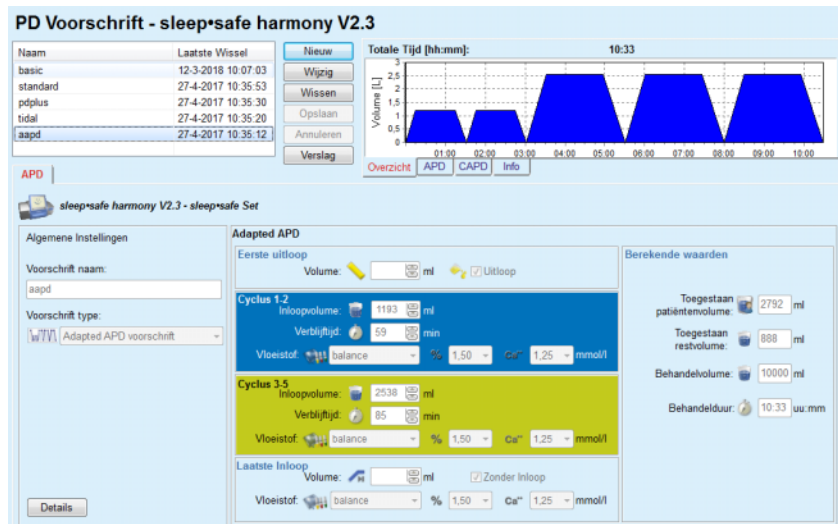 PD Voorschrift - sleep•safe harmony V2.3
Naam Laatste Wissel
basic 12-3-2018 10:07:03
standard 27-4-2017 10:35:53
pdplus 27-4-2017 10:35:30
tidal 27-4-2017 10:35:20
aapd 27-4-2017 10:35:12
Nieuw
Wijzig
Wissen
Opslaan
Annuleren
Verslag
Totale Tijd [hh:mm]: 10:33
Volume [L]
3
2,5
2
1,5
1
0,5
0
01:00 02:00 03:00 04:00 05:00 06:00 07:00 08:00 09:00 10:00
Overzicht APD CAPD Info
APD
sleep•safe harmony V2.3 - sleep•safe Set
Algemene Instellingen
Voorschrift naam:
aapd
Voorschrift type:
Adapted APD voorschrift
Details
Adapted APD
Eerste uitloop
Volume: ml Uitloop
Cyclus 1-2
Inloopvolume: 1193 ml
Verblijftijd: 59 min
Vloeistof: balance % 1,50 Ca⁺⁺ 1,25 mmol/l
Cyclus 3-5
Inloopvolume: 2538 ml
Verblijftijd: 85 min
Vloeistof: balance % 1,50 Ca⁺⁺ 1,25 mmol/l
Laatste Inloop
Volume: ml Zonder Inloop
Vloeistof: balance % 1,50 Ca⁺⁺ 1,25 mmol/l
Berekende waarden
Toegestaan
patiëntenvolume: 2792 ml
Toegestaan
restvolume: 888 ml
Behandelvolume: 10000 ml
Behandelduur: 10:33 uu:mm